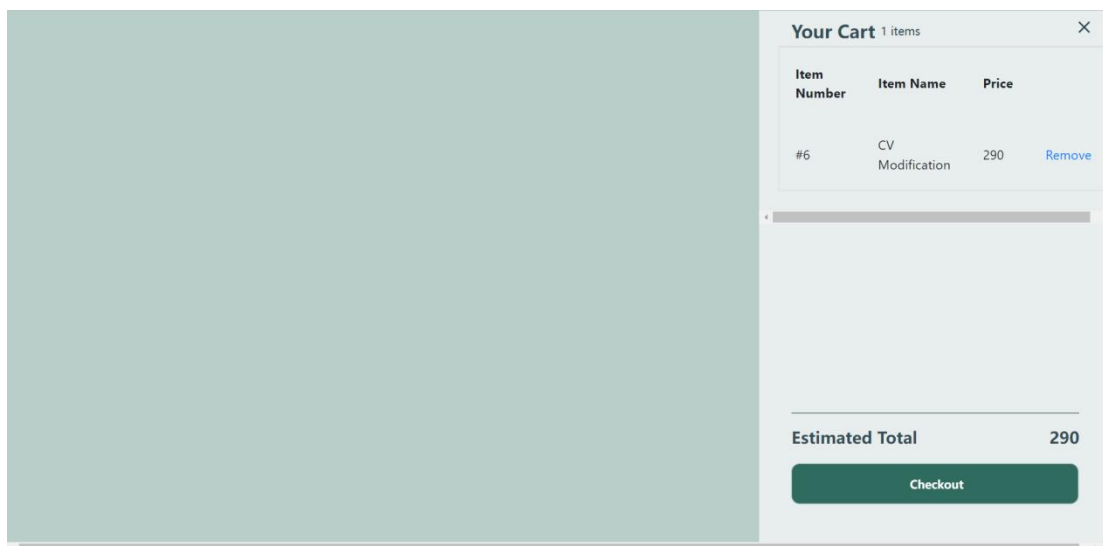 Your Cart 1 items ×
Item Number Item Name Price
#6 CV Modification 290 Remove
Estimated Total 290
Checkout